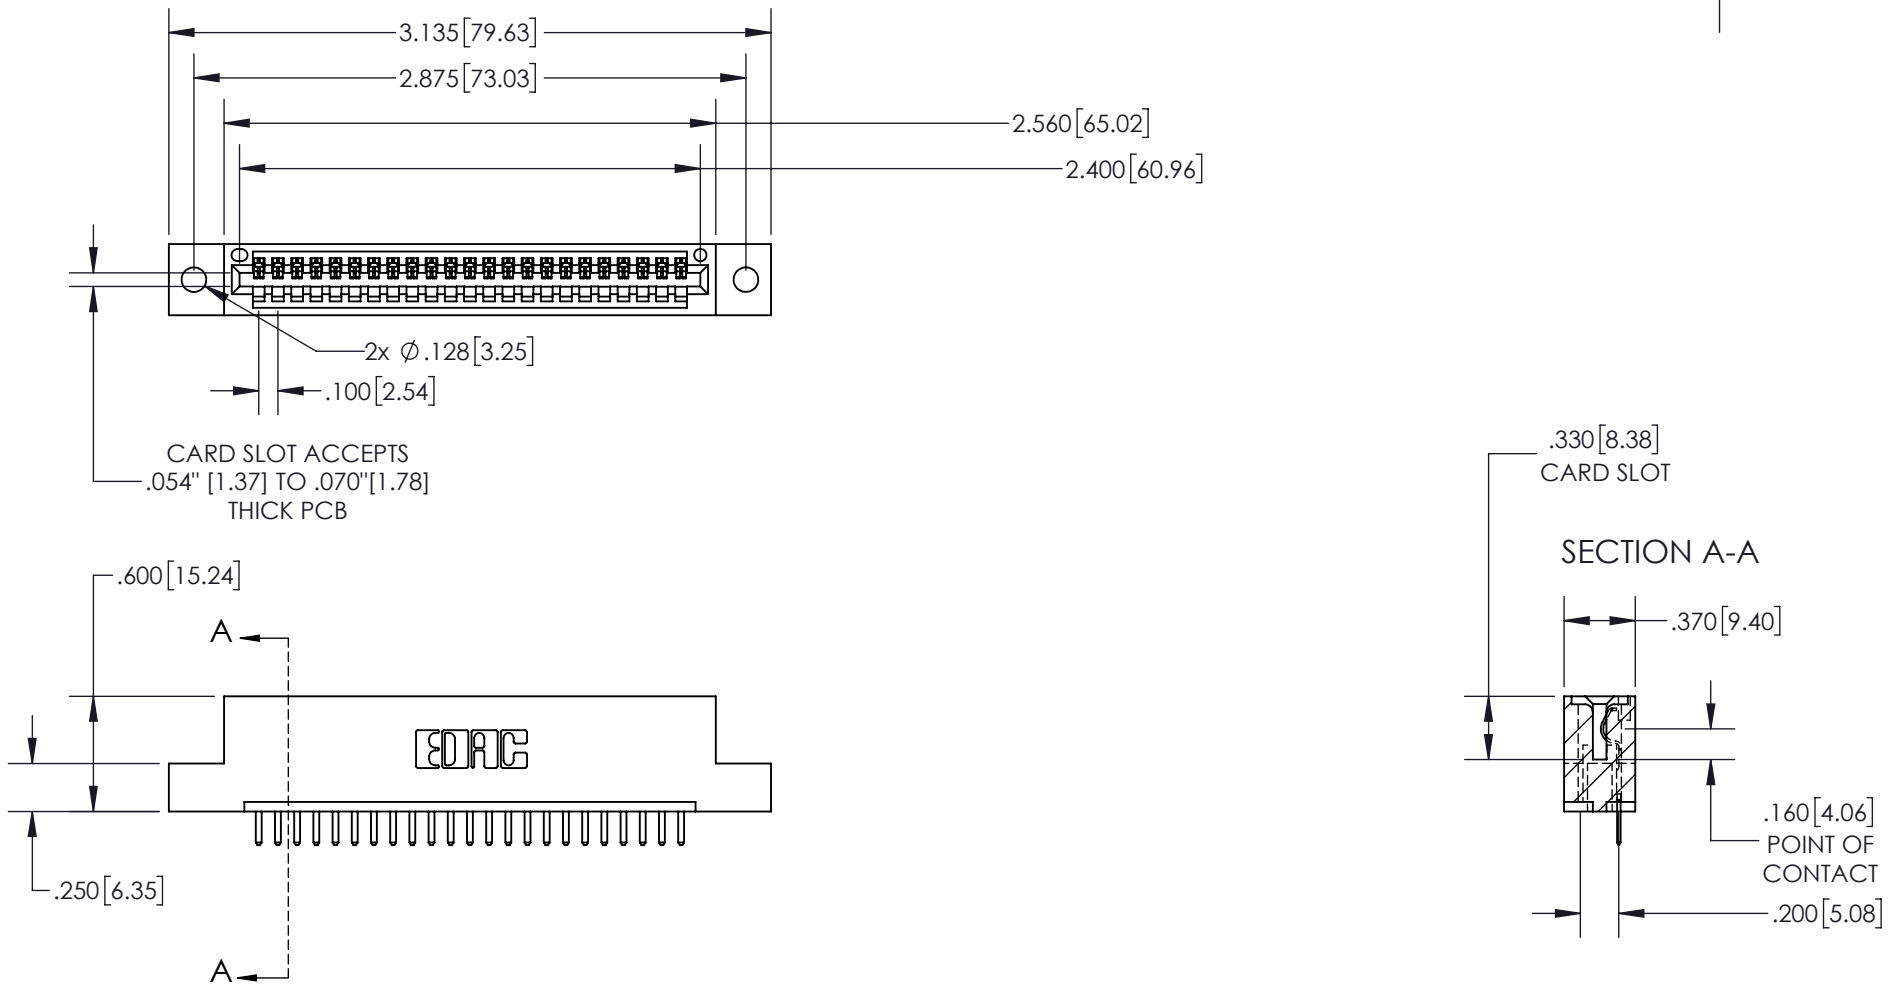 3.135[79.63]
2.875[73.03]
2.560[65.02]
2.400[60.96]
2x Ø.128[3.25]
.100[2.54]
CARD SLOT ACCEPTS
.054" [1.37] TO .070"[1.78]
THICK PCB
.330[8.38]
CARD SLOT
SECTION A-A
.600[15.24]
.370[9.40]
A
EDAC
.160[4.06]
POINT OF
CONTACT
.250[6.35]
.200[5.08]
A